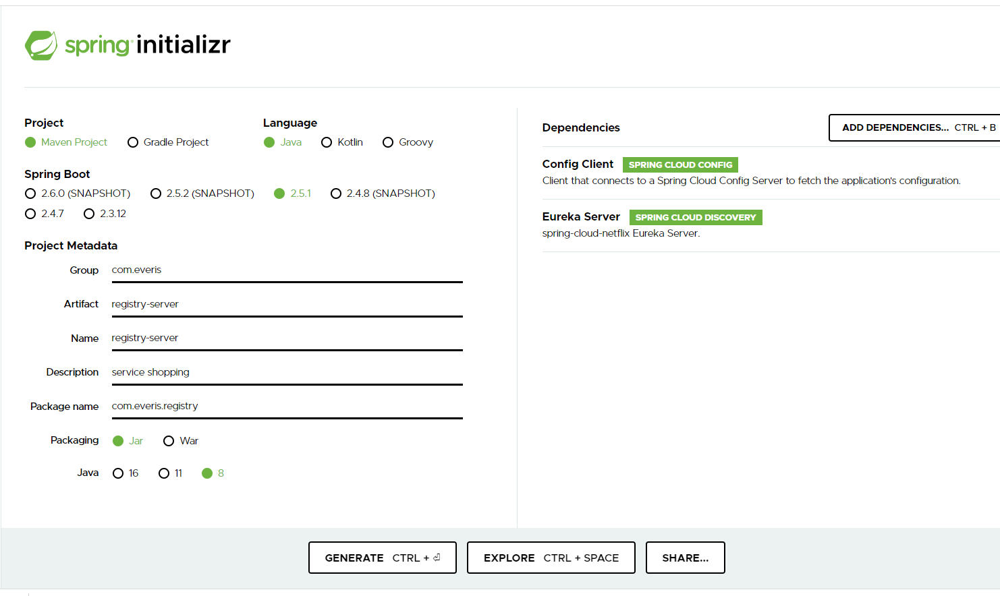 spring initializr
Project
Maven Project Gradle Project
Language
Java Kotlin Groovy
Spring Boot
2.6.0 (SNAPSHOT) 2.5.2 (SNAPSHOT) 2.5.1 2.4.8 (SNAPSHOT)
2.4.7 2.3.12
Project Metadata
Group com.everis
Artifact registry-server
Name registry-server
Description service shopping
Package name com.everis.registry
Packaging Jar War
Java 16 11 8
Dependencies ADD DEPENDENCIES... CTRL + B
Config Client SPRING CLOUD CONFIG
Client that connects to a Spring Cloud Config Server to fetch the application's configuration.
Eureka Server SPRING CLOUD DISCOVERY
spring-cloud-netflix Eureka Server.
GENERATE CTRL + ⏎ EXPLORE CTRL + SPACE SHARE...